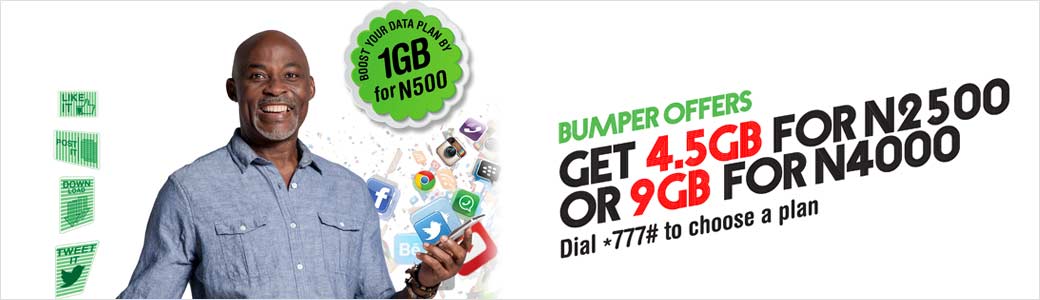 LIKE
IT
POST
IT
DOWN
LOAD
TWEET
IT
BOOST YOUR DATA PLAN BY
1GB
for N500
Bē
BUMPER OFFERS
GET 4.5GB FOR N2500
OR 9GB FOR N4000
Dial *777# to choose a plan